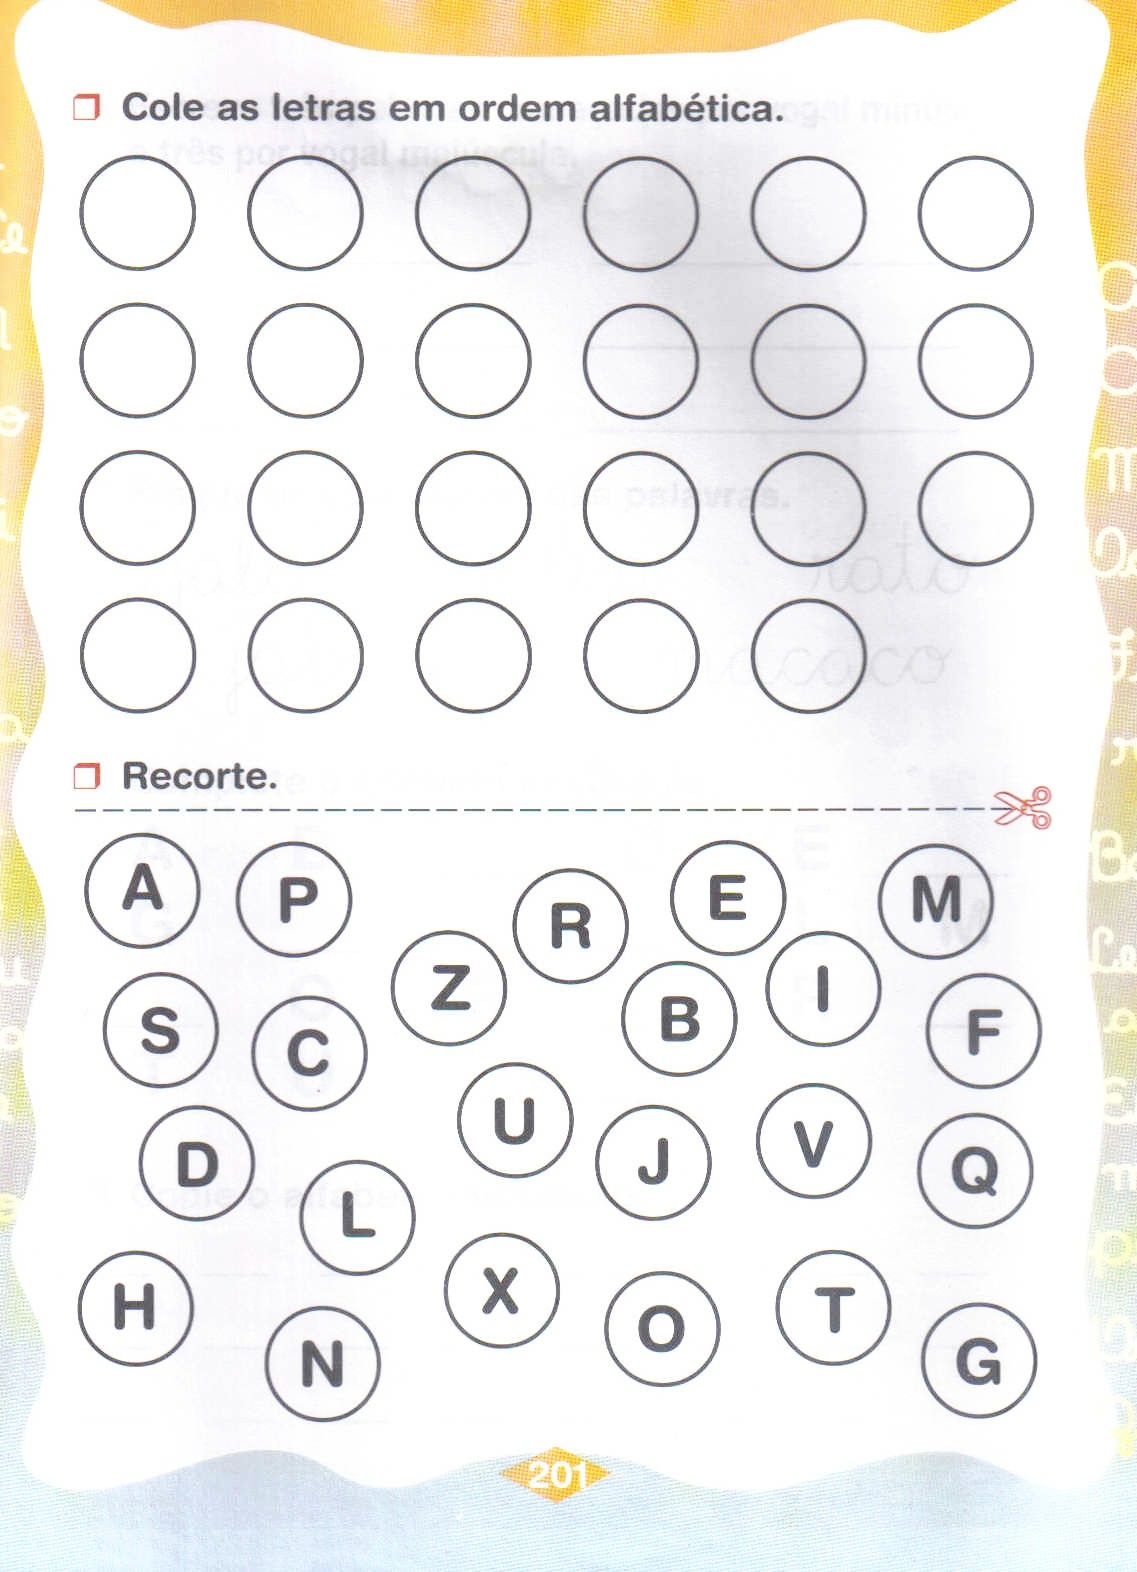 Cole as letras em ordem alfabética.
Recorte.
A P R E M
Z B I F
S C
U J V Q
D L
H N X O T G
201